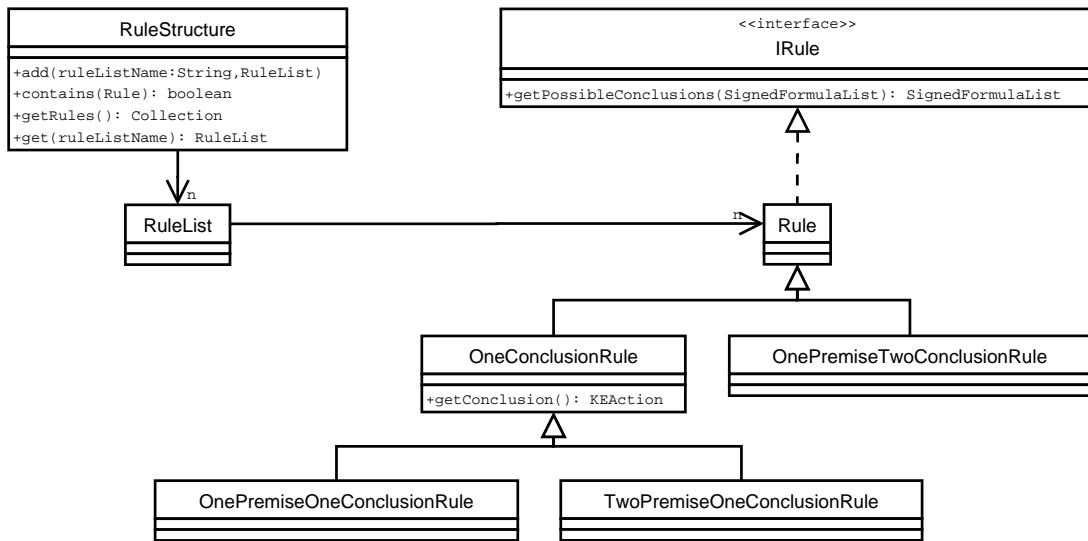 RuleStructure
+add(ruleListName:String,RuleList)
+contains(Rule): boolean
+getRules(): Collection
+get(ruleListName): RuleList
<<interface>>
IRule
+getPossibleConclusions(SignedFormulaList): SignedFormulaList
n
RuleList
n
Rule
OneConclusionRule
+getConclusion(): KEAction
OnePremiseTwoConclusionRule
OnePremiseOneConclusionRule
TwoPremiseOneConclusionRule